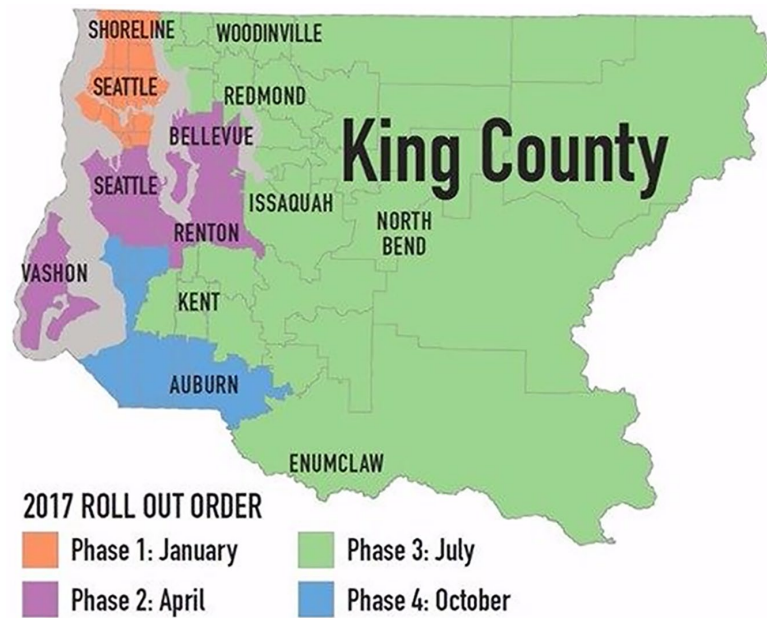 SHORELINE
WOODINVILLE
SEATTLE
REDMOND
BELLEVUE
King County
SEATTLE
ISSAQUAH
NORTH
BEND
RENTON
VASHON
KENT
AUBURN
ENUMCLAW
2017 ROLL OUT ORDER
Phase 1: January
Phase 3: July
Phase 2: April
Phase 4: October